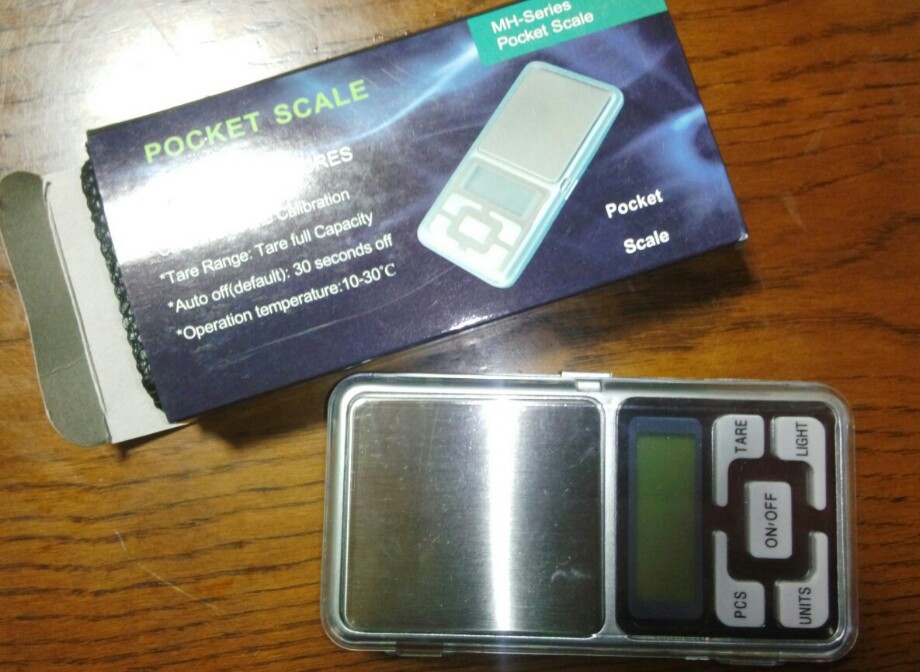 MH-Series
Pocket Scale
POCKET SCALE
Calibration
*Tare Range: Tare full Capacity
*Auto off(default): 30 seconds off
*Operation temperature:10-30°C
Pocket
Scale
TARE
LIGHT
ON/OFF
PCS
UNITS